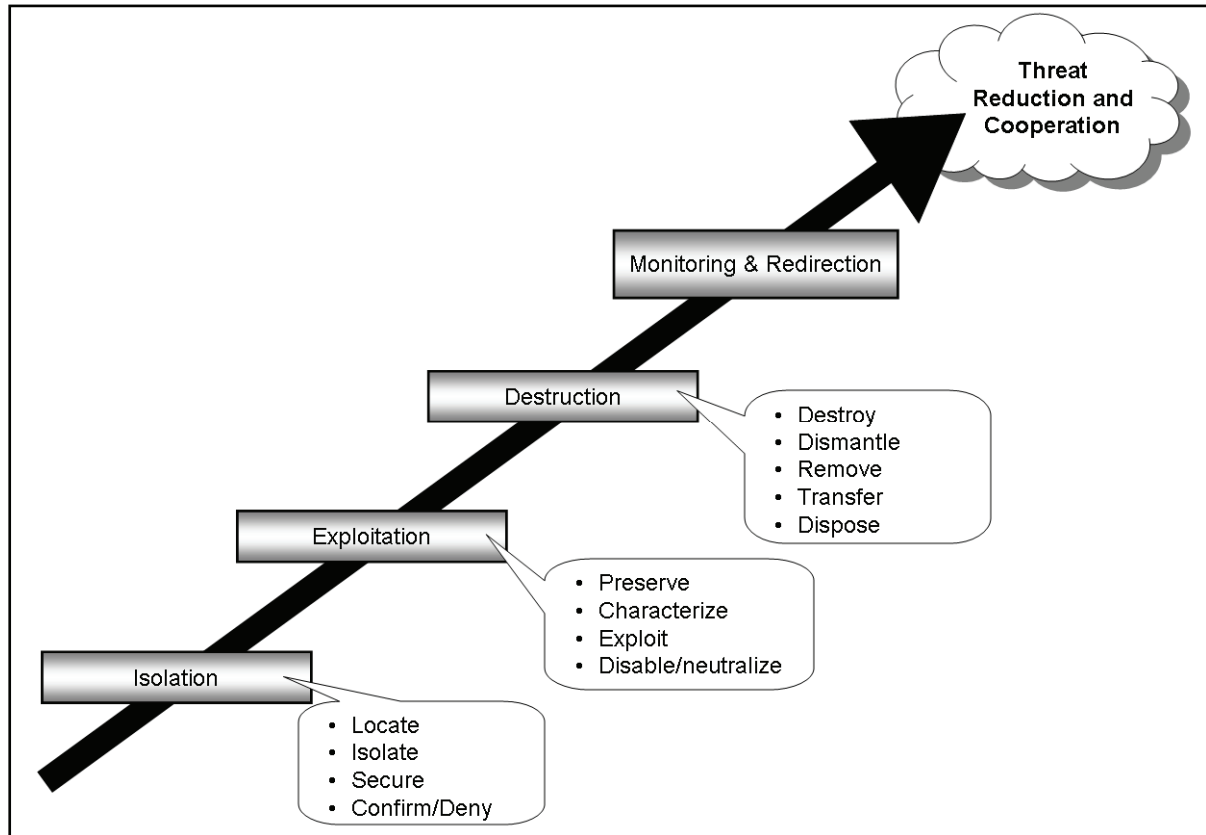 Threat
Reduction and
Cooperation
Monitoring & Redirection
Destruction
• Destroy
• Dismantle
• Remove
• Transfer
• Dispose
Exploitation
• Preserve
• Characterize
• Exploit
• Disable/neutralize
Isolation
• Locate
• Isolate
• Secure
• Confirm/Deny